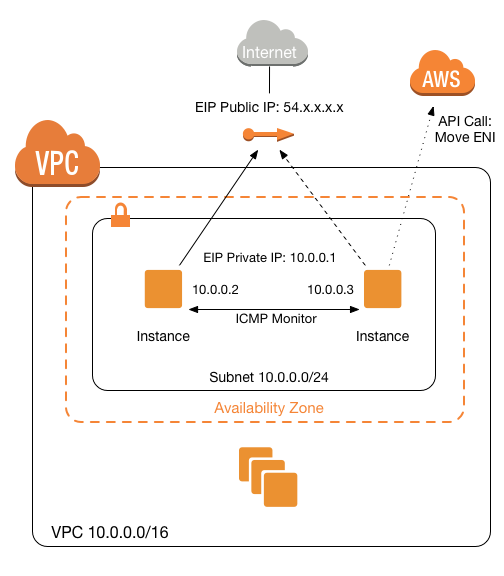 Internet
AWS
EIP Public IP: 54.x.x.x.x
API Call:
Move ENI
VPC
EIP Private IP: 10.0.0.1
10.0.0.2
10.0.0.3
ICMP Monitor
Instance
Instance
Subnet 10.0.0.0/24
Availability Zone
VPC 10.0.0.0/16